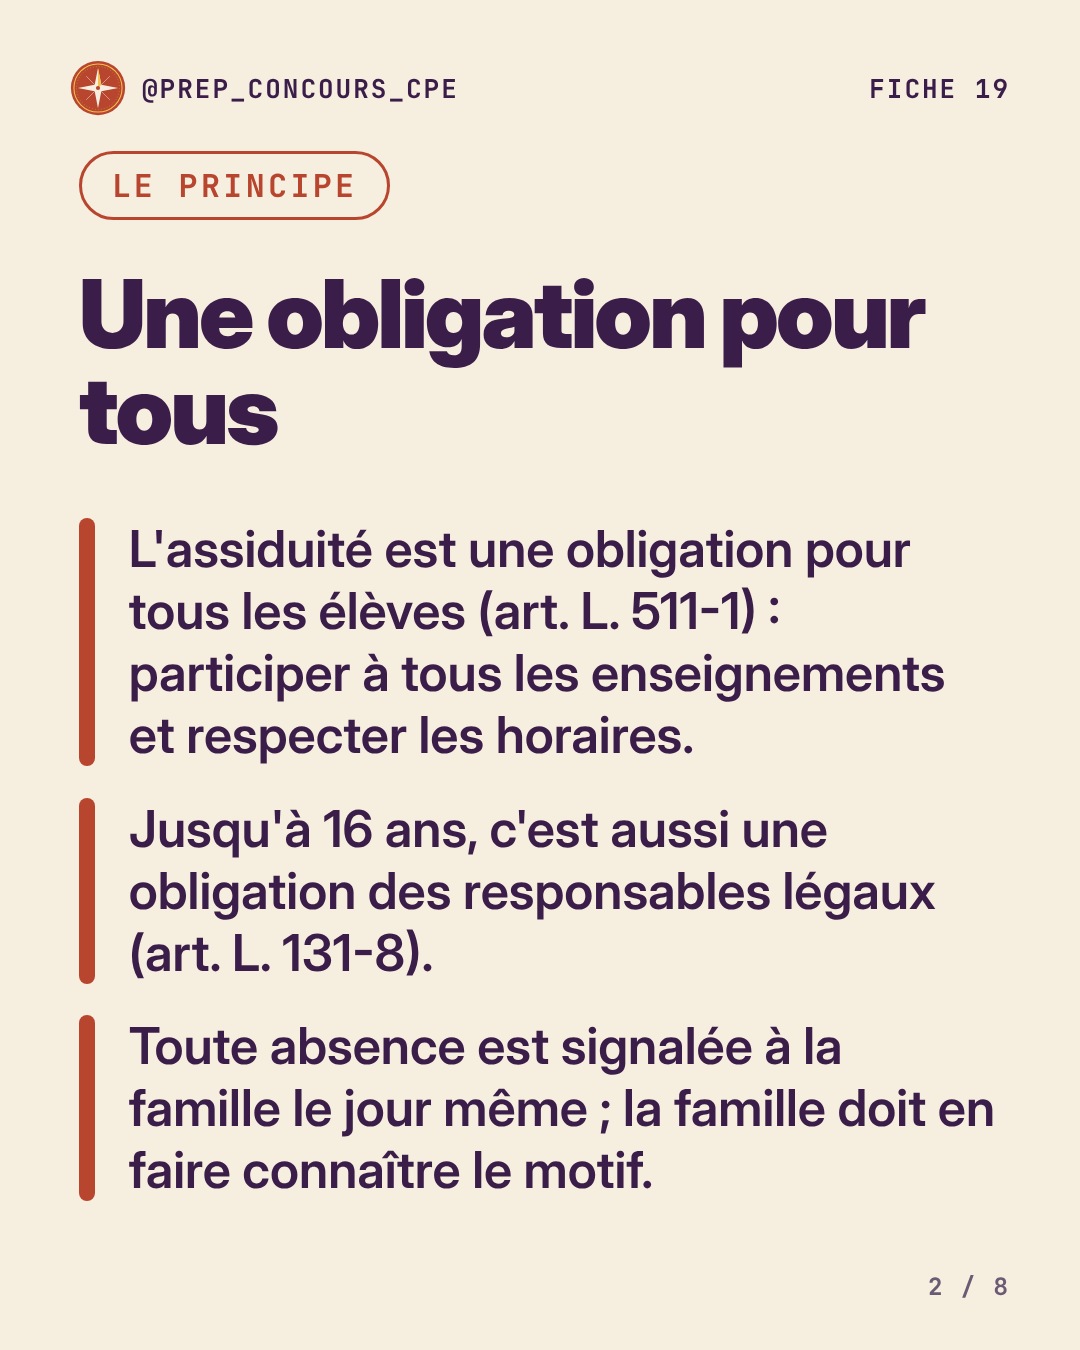 @PREP_CONCOURS_CPE
FICHE 19
LE PRINCIPE
Une obligation pour
tous
L'assiduité est une obligation pour
tous les élèves (art. L. 511-1) :
participer à tous les enseignements
et respecter les horaires.
Jusqu'à 16 ans, c'est aussi une
obligation des responsables légaux
(art. L. 131-8).
Toute absence est signalée à la
famille le jour même ; la famille doit en
faire connaître le motif.
2 / 8